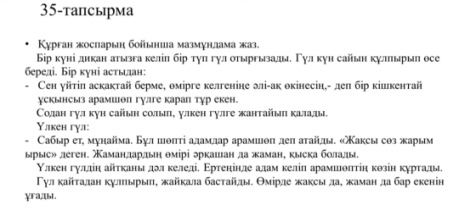 35-тапсырма
• Құрған жоспарың бойынша мазмұндама жаз.
Бір күні диқан атызға келіп бір түп гүл отырғызады. Гүл күн сайын құлпырып өсе
береді. Бір күні астыдан:
- Сен үйтіп асқақтай берме, өмірге келгеніңе әлі-ақ өкінесің,- деп бір кішкентай
ұсқынсыз арамшөп гүлге қарап тұр екен.
Содан гүл күн сайын солып, үлкен гүлге жантайып қалады.
Үлкен гүл:
- Сабыр ет, мұңайма. Бұл шөпті адамдар арамшөп деп атайды. «Жақсы сөз жарым
ырыс» деген. Жамандардың өмірі әрқашан да жаман, қысқа болады.
Үлкен гүлдің айтқаны дәл келеді. Ертеңінде адам келіп арамшөптің көзін құртады.
Гүл қайтадан құлпырып, жайқала бастайды. Өмірде жақсы да, жаман да бар екенін
ұғады.